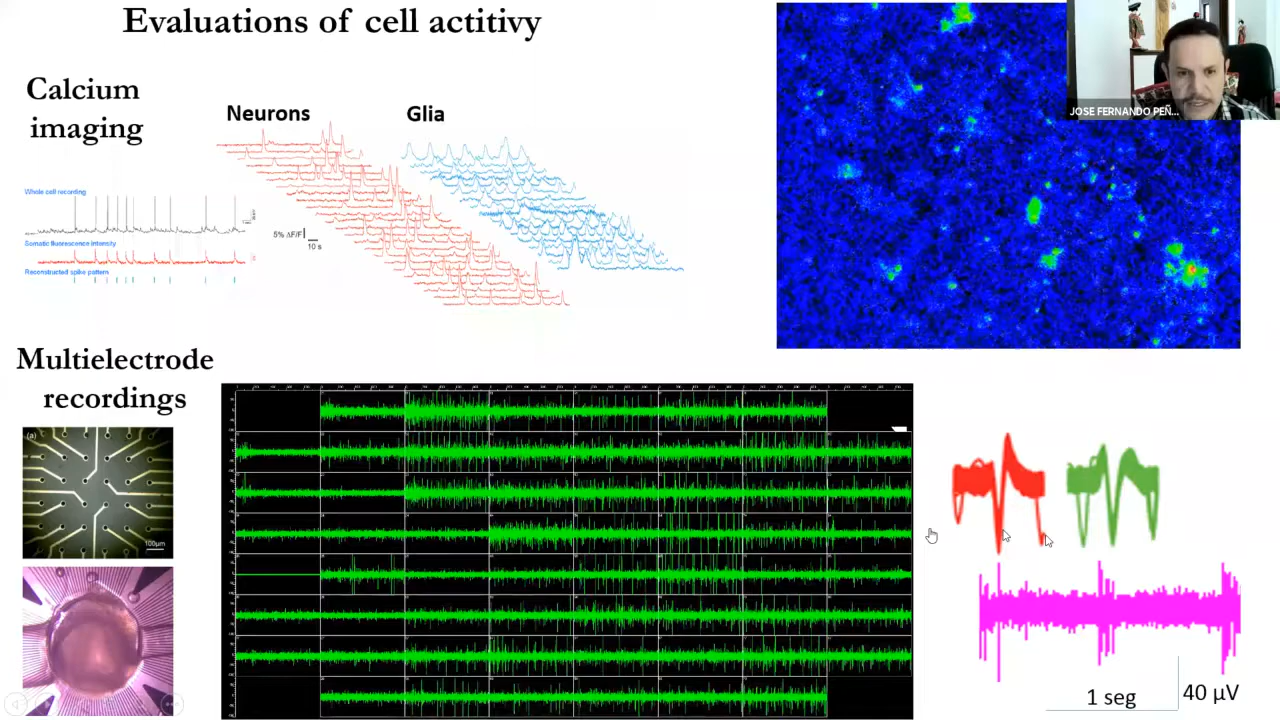 Evaluations of cell actitivy
Calcium
imaging
Neurons
Glia
Whole cell recording
Somatic fluorescence intensity
Reconstructed spike pattern
5% ΔF/F
10 s
JOSE FERNANDO PEÑ...
Multielectrode
recordings
(a)
100µm
1 seg
40 µV